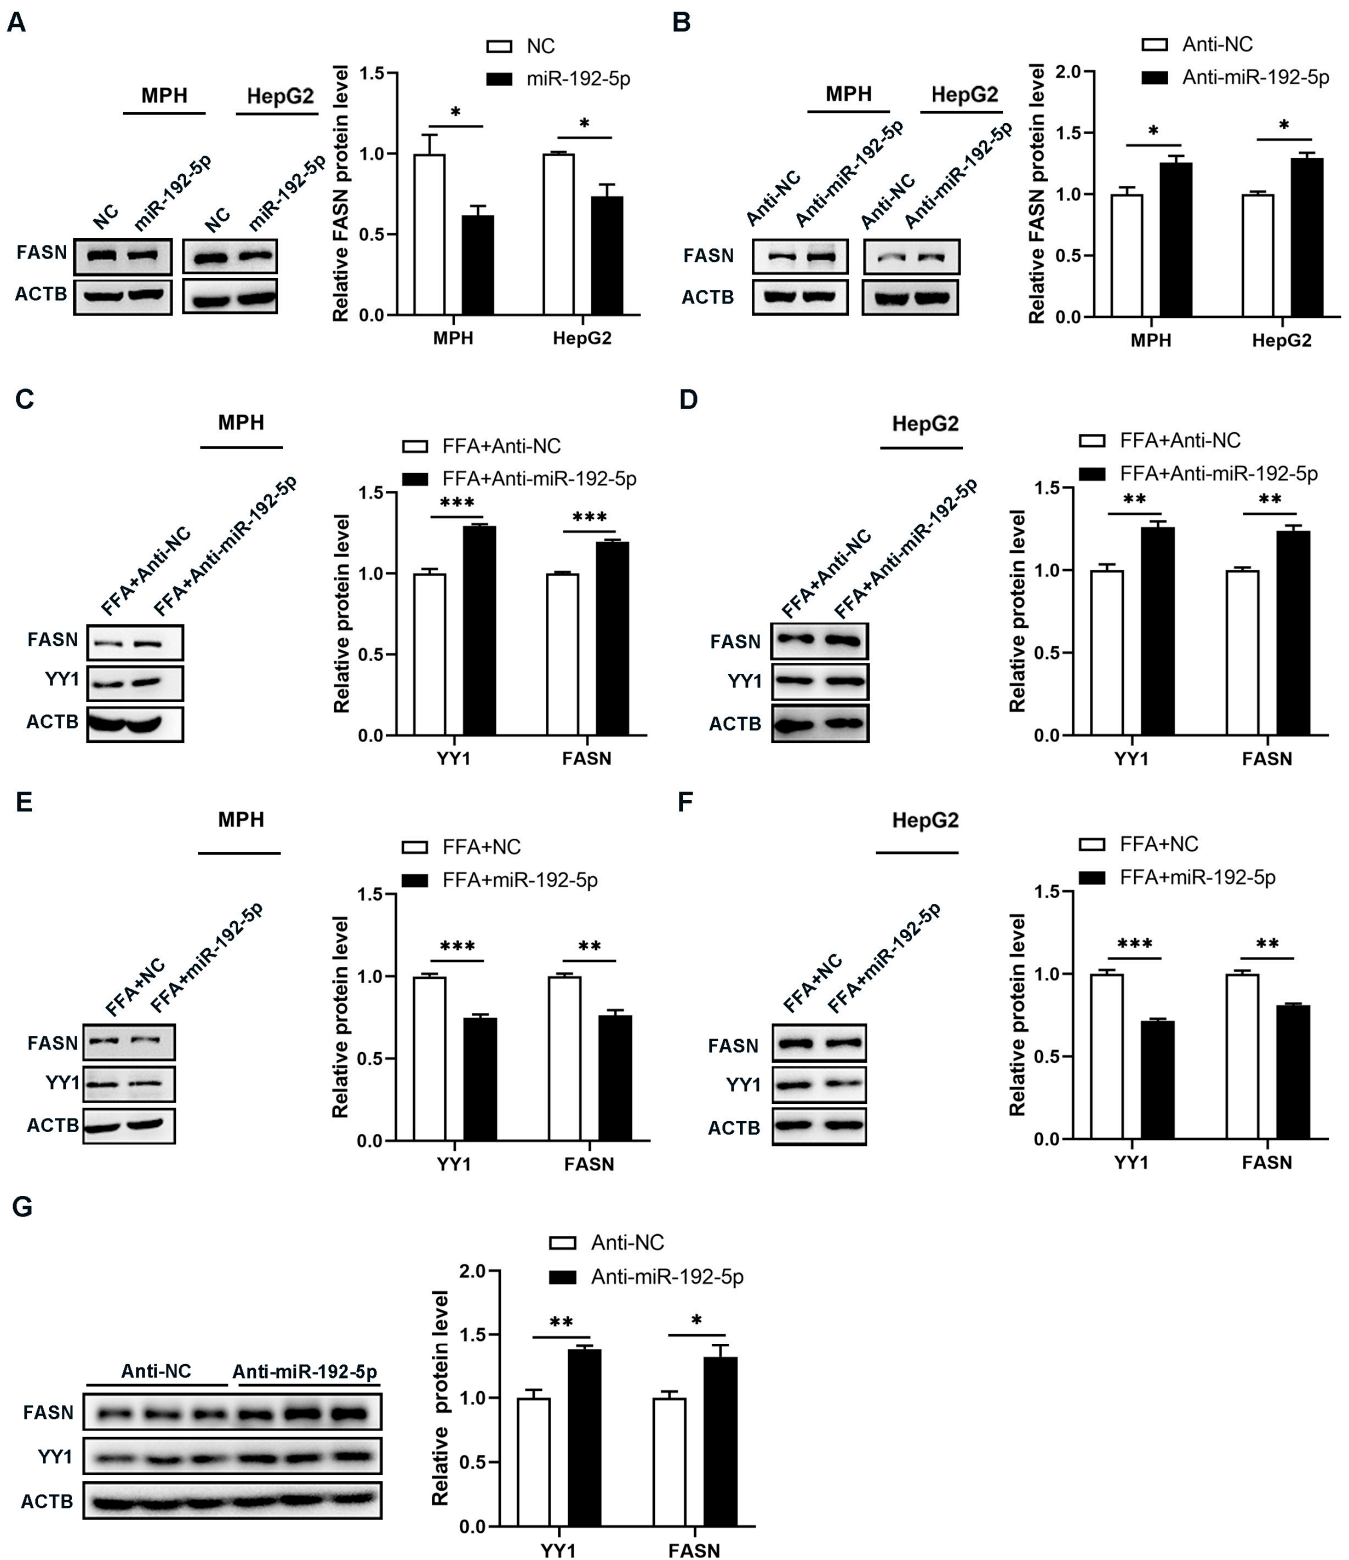 A
MPH HepG2
NC miR-192-5p NC miR-192-5p
FASN
ACTB
NC
miR-192-5p
Relative FASN protein level
1.5
1.0
0.5
0.0
* *
MPH HepG2
B
MPH HepG2
Anti-NC Anti-miR-192-5p Anti-NC Anti-miR-192-5p
FASN
ACTB
Anti-NC
Anti-miR-192-5p
Relative FASN protein level
2.0
1.5
1.0
0.5
0.0
* *
MPH HepG2
C
MPH
FFA+Anti-NC FFA+Anti-miR-192-5p
FASN
YY1
ACTB
FFA+Anti-NC
FFA+Anti-miR-192-5p
Relative protein level
1.5
1.0
0.5
0.0
*** ***
YY1 FASN
D
HepG2
FFA+Anti-NC FFA+Anti-miR-192-5p
FASN
YY1
ACTB
FFA+Anti-NC
FFA+Anti-miR-192-5p
Relative protein level
1.5
1.0
0.5
0.0
** **
YY1 FASN
E
MPH
FFA+NC FFA+miR-192-5p
FASN
YY1
ACTB
FFA+NC
FFA+miR-192-5p
Relative protein level
1.5
1.0
0.5
0.0
*** **
YY1 FASN
F
HepG2
FFA+NC FFA+miR-192-5p
FASN
YY1
ACTB
FFA+NC
FFA+miR-192-5p
Relative protein level
1.5
1.0
0.5
0.0
*** **
YY1 FASN
G
Anti-NC Anti-miR-192-5p
FASN
YY1
ACTB
Anti-NC
Anti-miR-192-5p
Relative protein level
2.0
1.5
1.0
0.5
0.0
** *
YY1 FASN